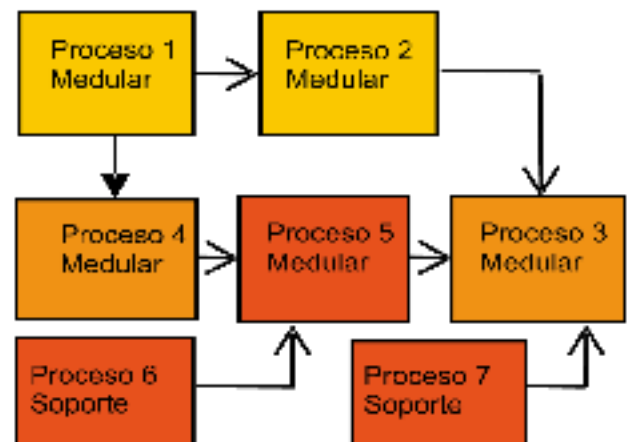 Proceso 1
Medular
Proceso 2
Medular
Proceso 4
Medular
Proceso 5
Medular
Proceso 3
Medular
Proceso 6
Soporte
Proceso 7
Soporte